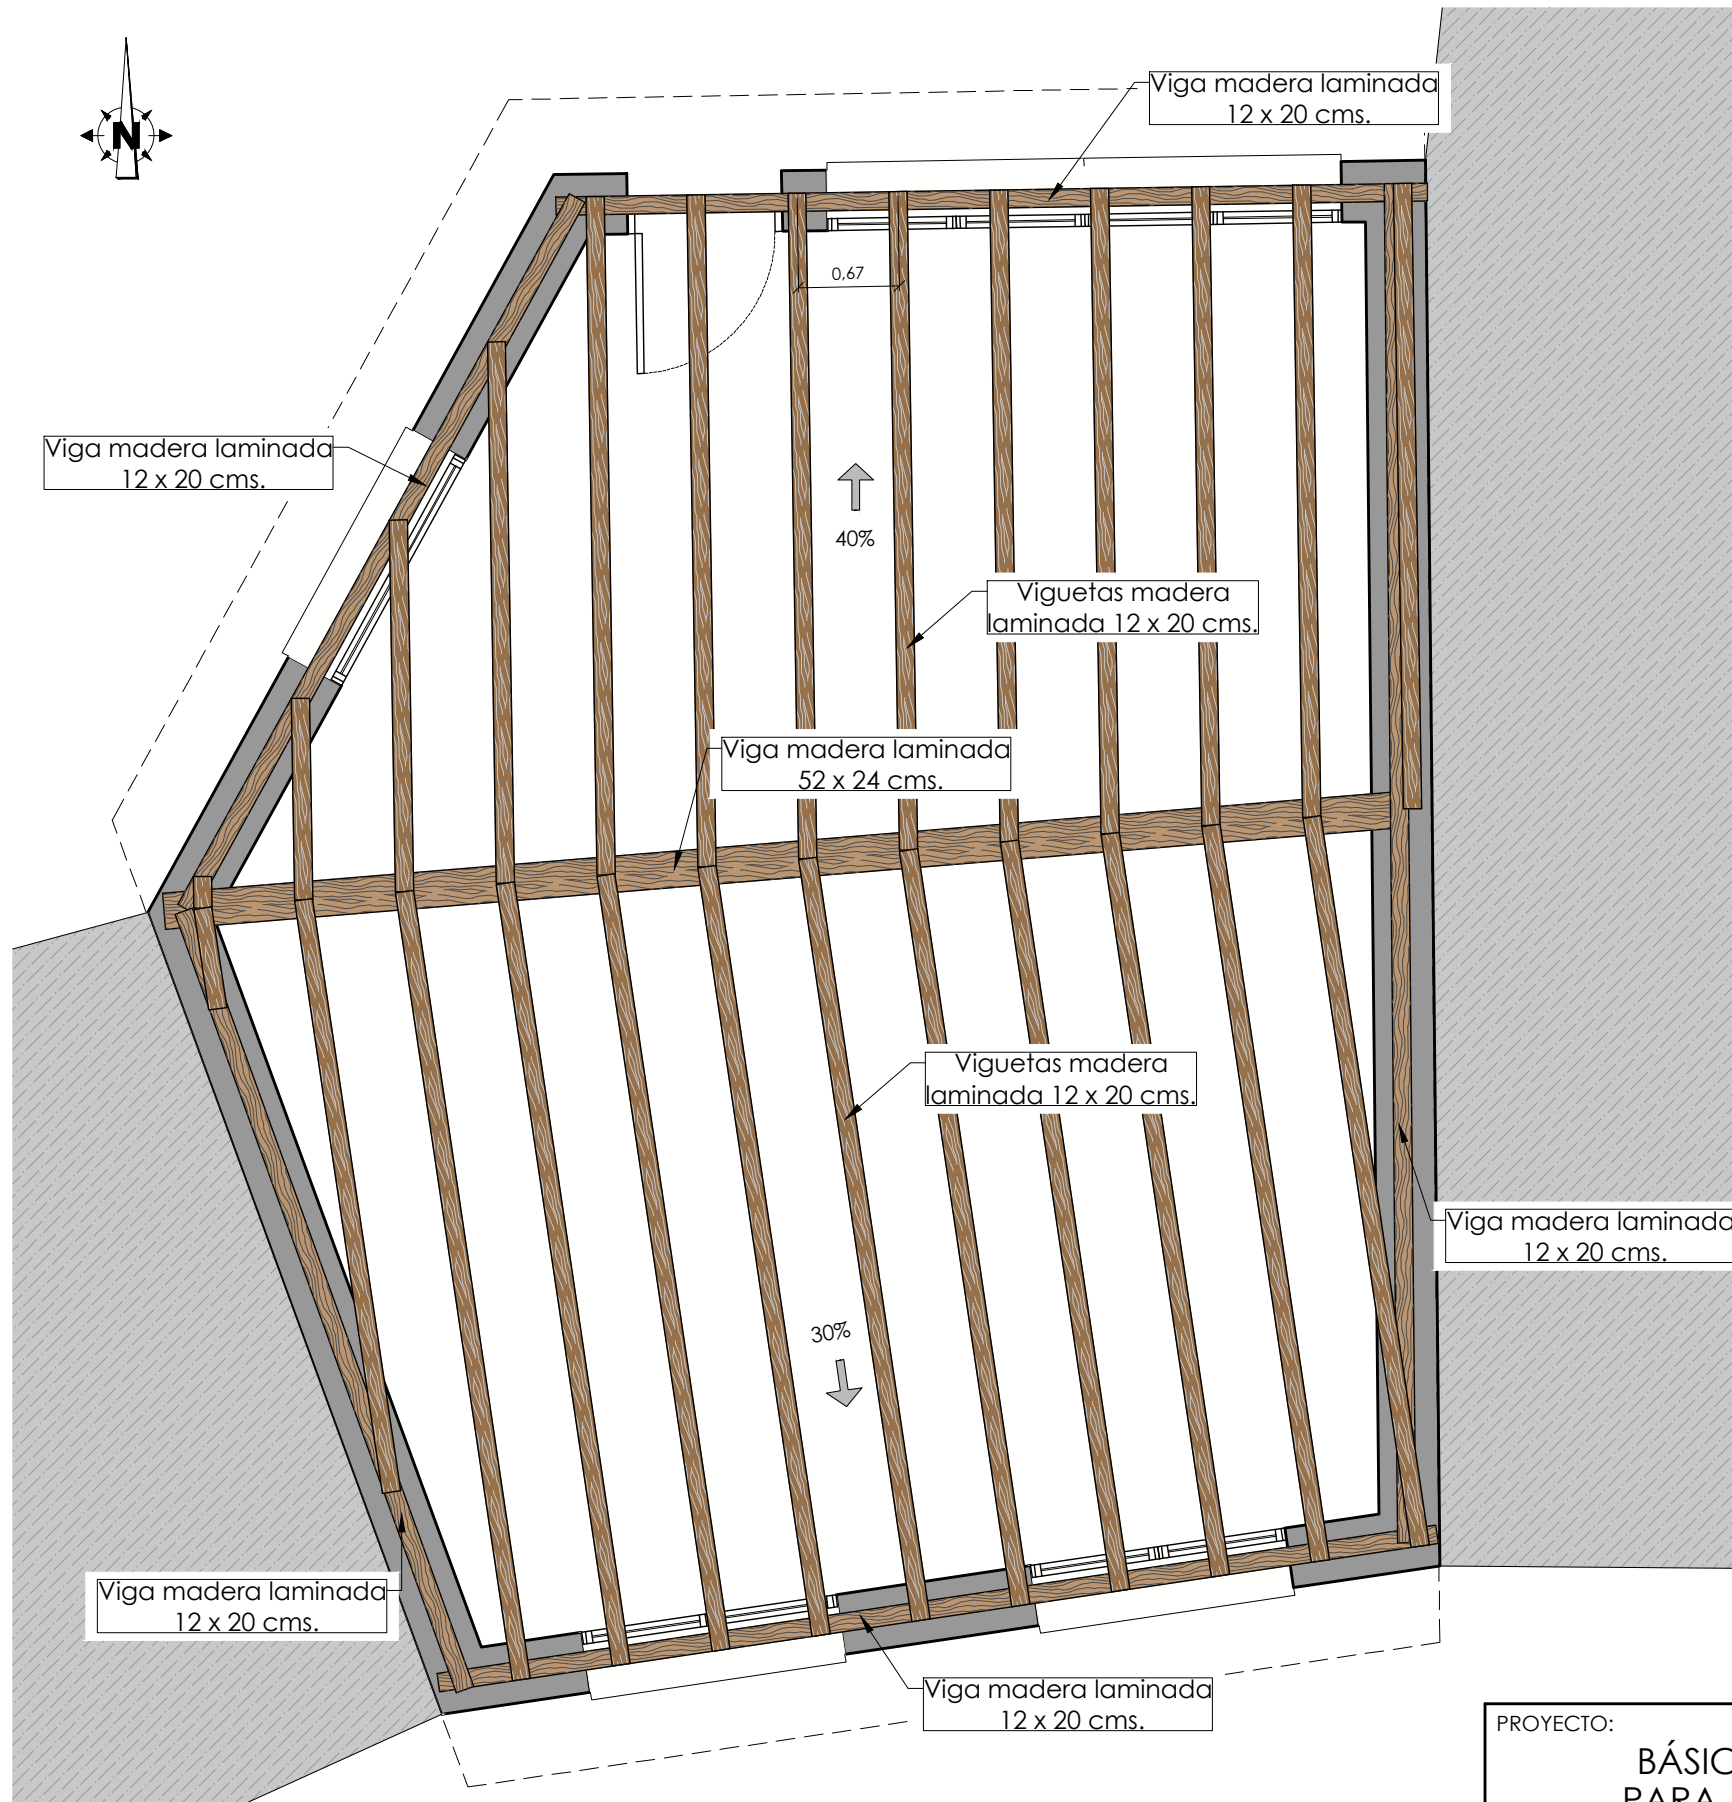 Viga madera laminada
12 x 20 cms.
N
0,67
Viga madera laminada
12 x 20 cms.
40%
Viguetas madera
laminada 12 x 20 cms.
Viga madera laminada
52 x 24 cms.
Viguetas madera
laminada 12 x 20 cms.
Viga madera laminada
12 x 20 cms.
30%
Viga madera laminada
12 x 20 cms.
Viga madera laminada
12 x 20 cms.
PROYECTO:
BÁSIC
PARA